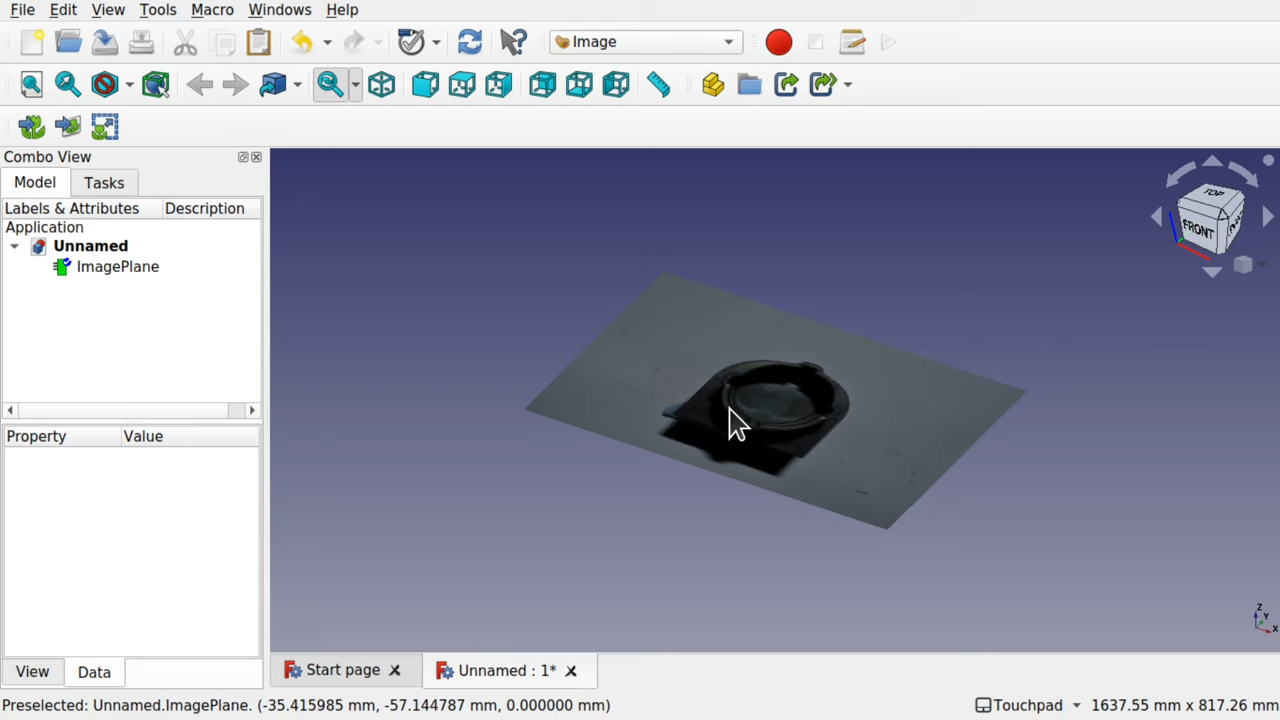 File Edit View Tools Macro Windows Help
Image
Combo View
Model Tasks
Labels & Attributes Description
Application
Unnamed
ImagePlane
TOP
FRONT
Property Value
Z
Y
X
View Data
Start page Unnamed : 1*
Preselected: Unnamed.ImagePlane. (-35.415985 mm, -57.144787 mm, 0.000000 mm) Touchpad 1637.55 mm x 817.26 mm